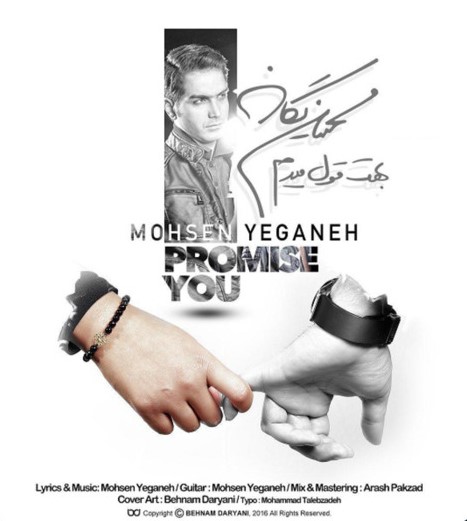 محسن یگانه
بهت قول میدم
MOHSEN YEGANEH
PROMISE
YOU
Lyrics & Music: Mohsen Yeganeh / Guitar : Mohsen Yeganeh / Mix & Mastering : Arash Pakzad
Cover Art : Behnam Daryani / Typo : Mohammad Talebzadeh
Copyright © BEHNAM DARYANI, 2016 All Rights Reserved.